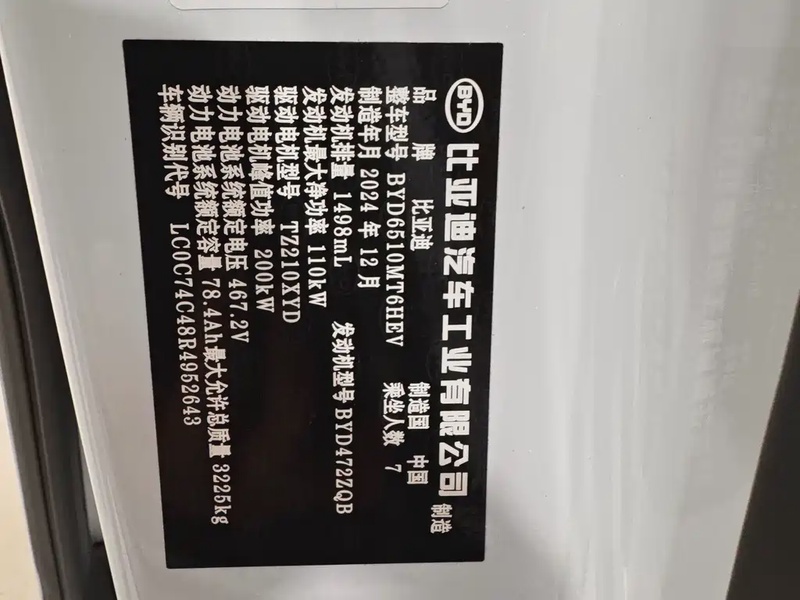 BYD 比亚迪汽车工业有限公司 制造
品 牌 比亚迪 制造国 中国
整车型号 BYD6510MT6HEV 乘坐人数 7
制造年月 2024 年 12 月
发动机排量 1498mL 发动机型号 BYD472ZQB
发动机最大净功率 110kW
驱动电机型号 TZ210XYD
驱动电机峰值功率 200kW
动力电池系统额定电压 467.2V
动力电池系统额定容量 78.4Ah 最大允许总质量 3225kg
车辆识别代号 LC0C74C48R4952643